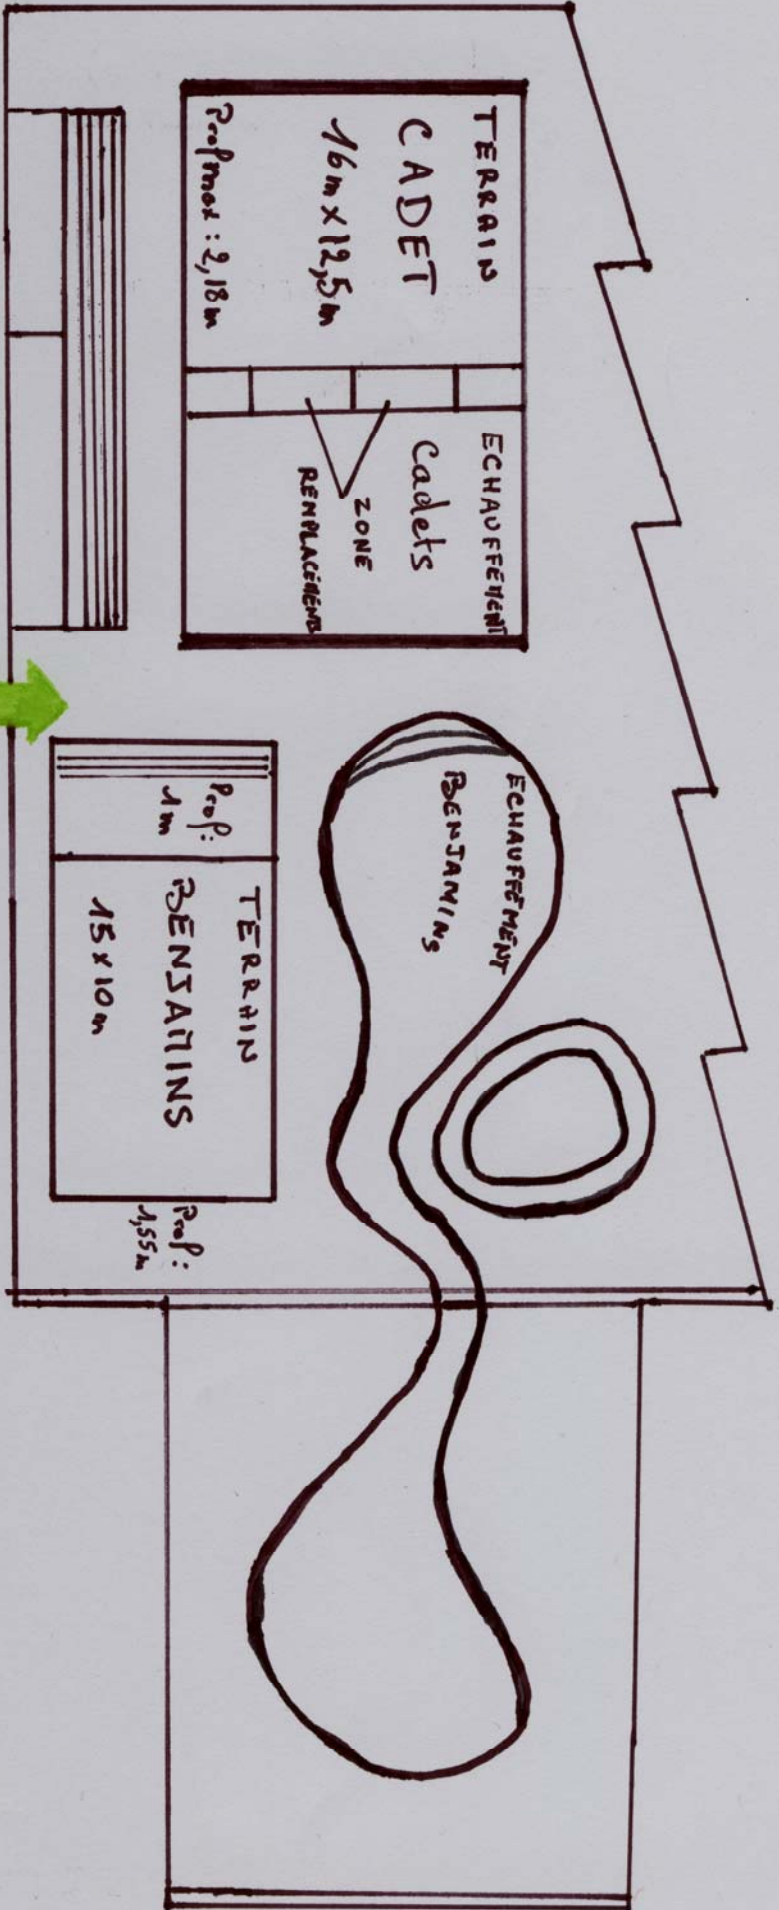 TERRAIN
CADET
16m x 12,5m
Prof max : 2,18m
ECHAUFFEMENT
Cadets
ZONE
REMPLACEMENT
ECHAUFFEMENT
BENJAMINS
Prof :
1m
TERRAIN
BENJAMINS
15 x 10m
Prof :
1,55m